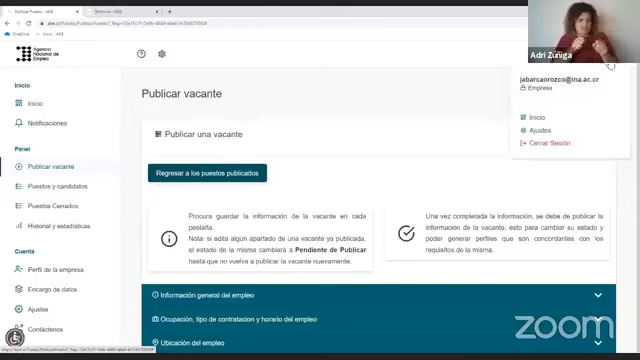 Publicar Puesto - ANE
OneDrive
Inicio - ANE
Agencia
Nacional de
Empleo
Adri Zúñiga
jabarcaorozco@ina.ac.cr
Empresa
Inicio
Ajustes
Cerrar Sesión
Inicio
Inicio
Notificaciones
Panel
Publicar vacante
Puestos y candidatos
Puestos Cerrados
Historial y estadísticas
Cuenta
Perfil de la empresa
Encargo de datos
Ajustes
Contáctenos
Publicar vacante
Publicar una vacante
Regresar a los puestos publicados
Procura guardar la información de la vacante en cada
pestaña.
Nota: si edita algún apartado de una vacante ya publicada,
el estado de la misma cambiará a Pendiente de Publicar
hasta que no vuelva a publicar la vacante nuevamente.
Una vez completada la información, se debe de publicar
la información de la vacante, esto para cambiar su estado y
poder generar perfiles que son concordantes con los
requisitos de la misma.
Información general del empleo
Ocupación, tipo de contratacion y horario del empleo
Ubicación del empleo
zoom